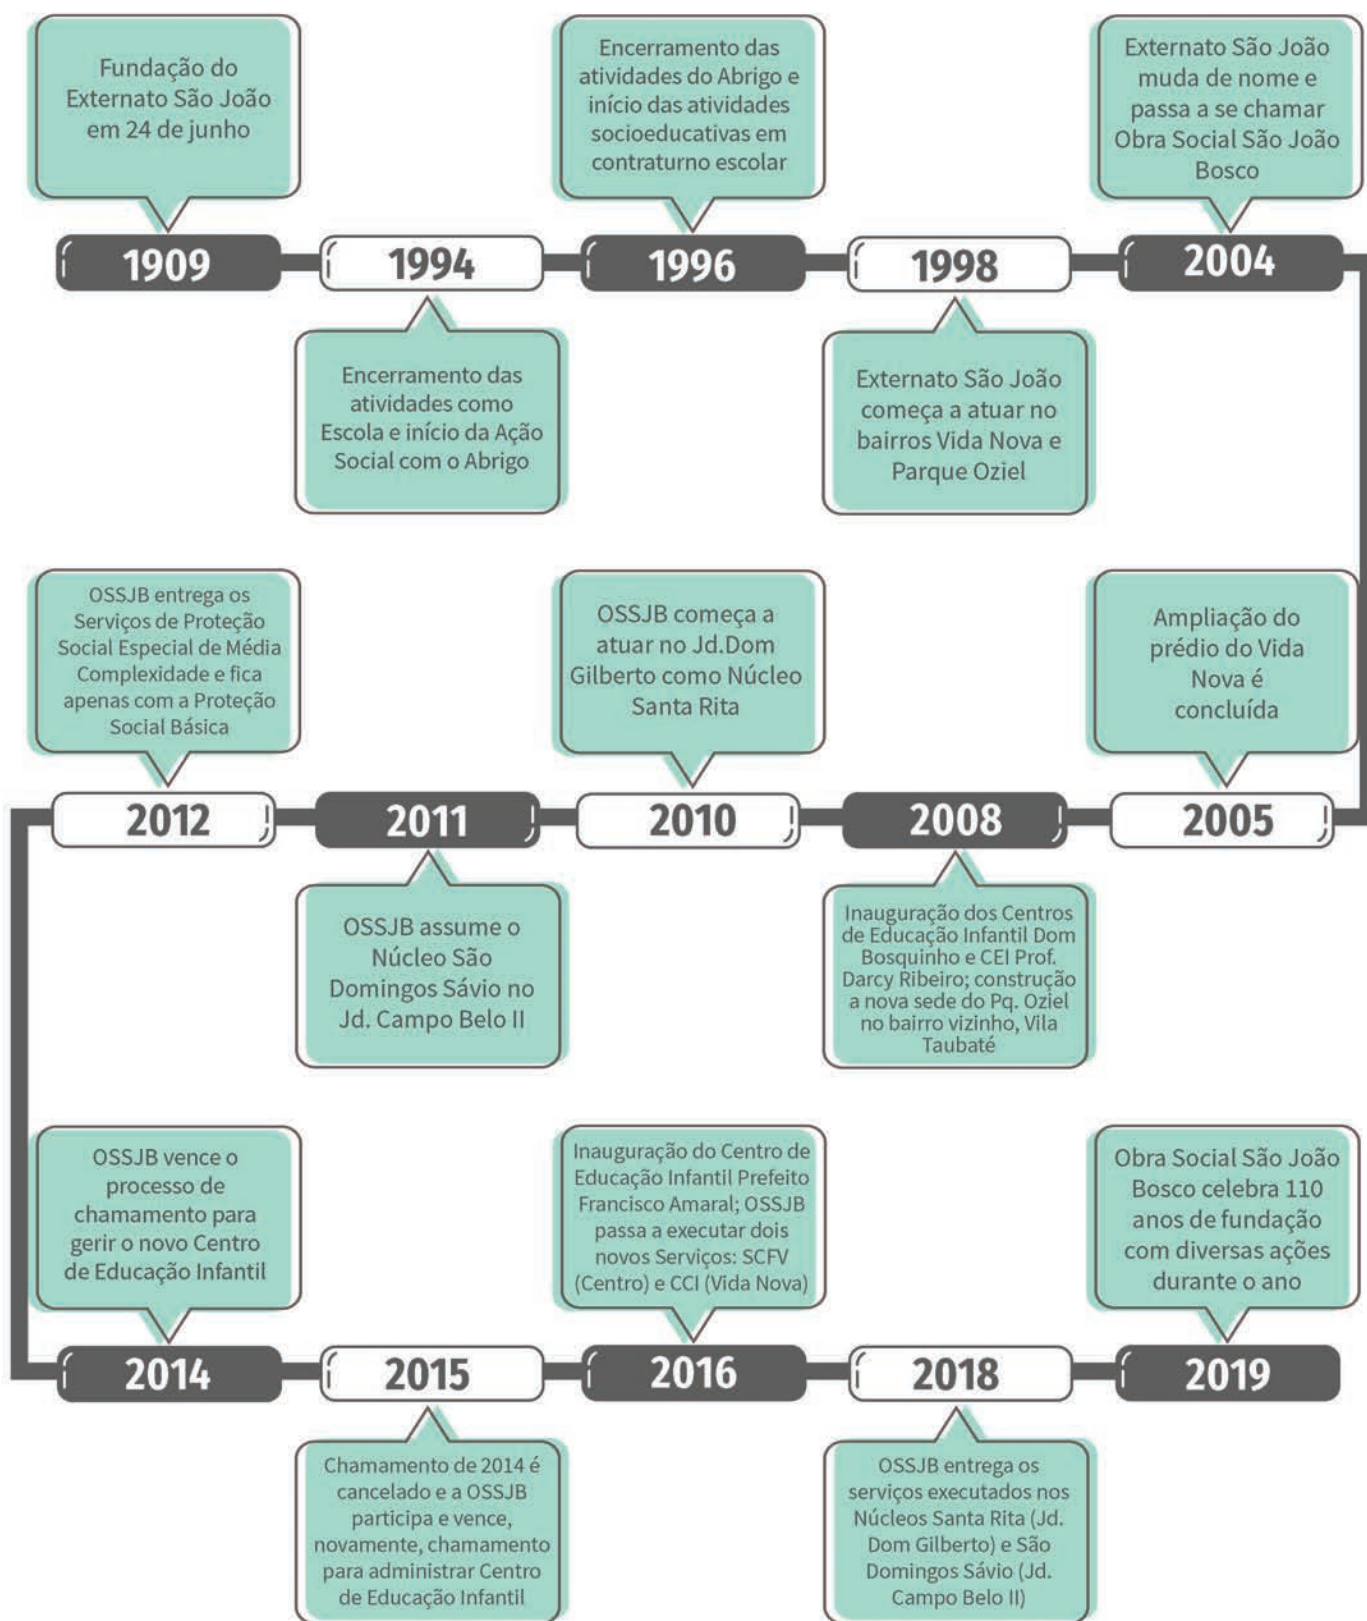 Fundação do
Externato São João
em 24 de junho
1909
1994
Encerramento das
atividades como
Escola e início da Ação
Social com o Abrigo
Encerramento das
atividades do Abrigo e
início das atividades
socioeducativas em
contraturno escolar
1996
1998
Externato São João
começa a atuar no
bairros Vida Nova e
Parque Oziel
Externato São João
muda de nome e
passa a se chamar
Obra Social São João
Bosco
2004
Ampliação do
prédio do Vida
Nova é
concluída
2005
2008
Inauguração dos Centros
de Educação Infantil Dom
Bosquinho e CEI Prof.
Darcy Ribeiro; construção
a nova sede do Pq. Oziel
no bairro vizinho, Vila
Taubaté
OSSJB começa a
atuar no Jd.Dom
Gilberto como Núcleo
Santa Rita
2010
2011
OSSJB assume o
Núcleo São
Domingos Sávio no
Jd. Campo Belo II
OSSJB entrega os
Serviços de Proteção
Social Especial de Média
Complexidade e fica
apenas com a Proteção
Social Básica
2012
OSSJB vence o
processo de
chamamento para
gerir o novo Centro
de Educação Infantil
2014
2015
Chamamento de 2014 é
cancelado e a OSSJB
participa e vence,
novamente, chamamento
para administrar Centro
de Educação Infantil
Inauguração do Centro de
Educação Infantil Prefeito
Francisco Amaral; OSSJB
passa a executar dois
novos Serviços: SCFV
(Centro) e CCI (Vida Nova)
2016
2018
OSSJB entrega os
serviços executados nos
Núcleos Santa Rita (Jd.
Dom Gilberto) e São
Domingos Sávio (Jd.
Campo Belo II)
Obra Social São João
Bosco celebra 110
anos de fundação
com diversas ações
durante o ano
2019